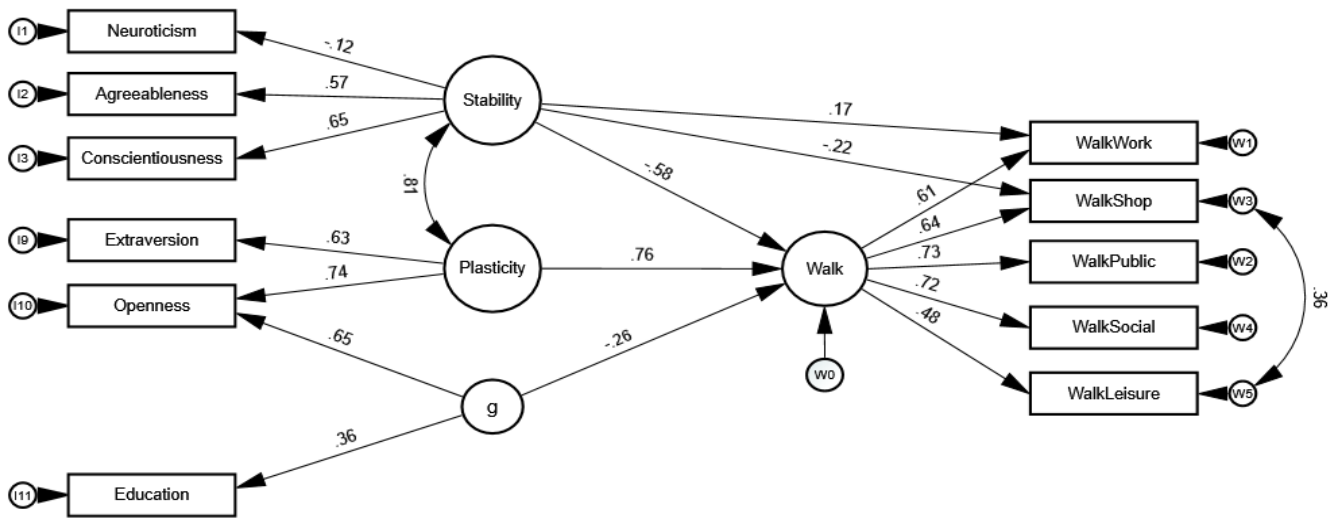 I1
Neuroticism
-.12
I2
Agreeableness
.57
Stability
I3
Conscientiousness
.65
.17
WalkWork
W1
-.22
-.58
.61
WalkShop
W3
.81
.64
I9
Extraversion
.63
Plasticity
.76
Walk
.73
WalkPublic
W2
I10
Openness
.74
.72
WalkSocial
W4
.36
.65
-.26
.48
W0
WalkLeisure
W5
g
.36
I11
Education